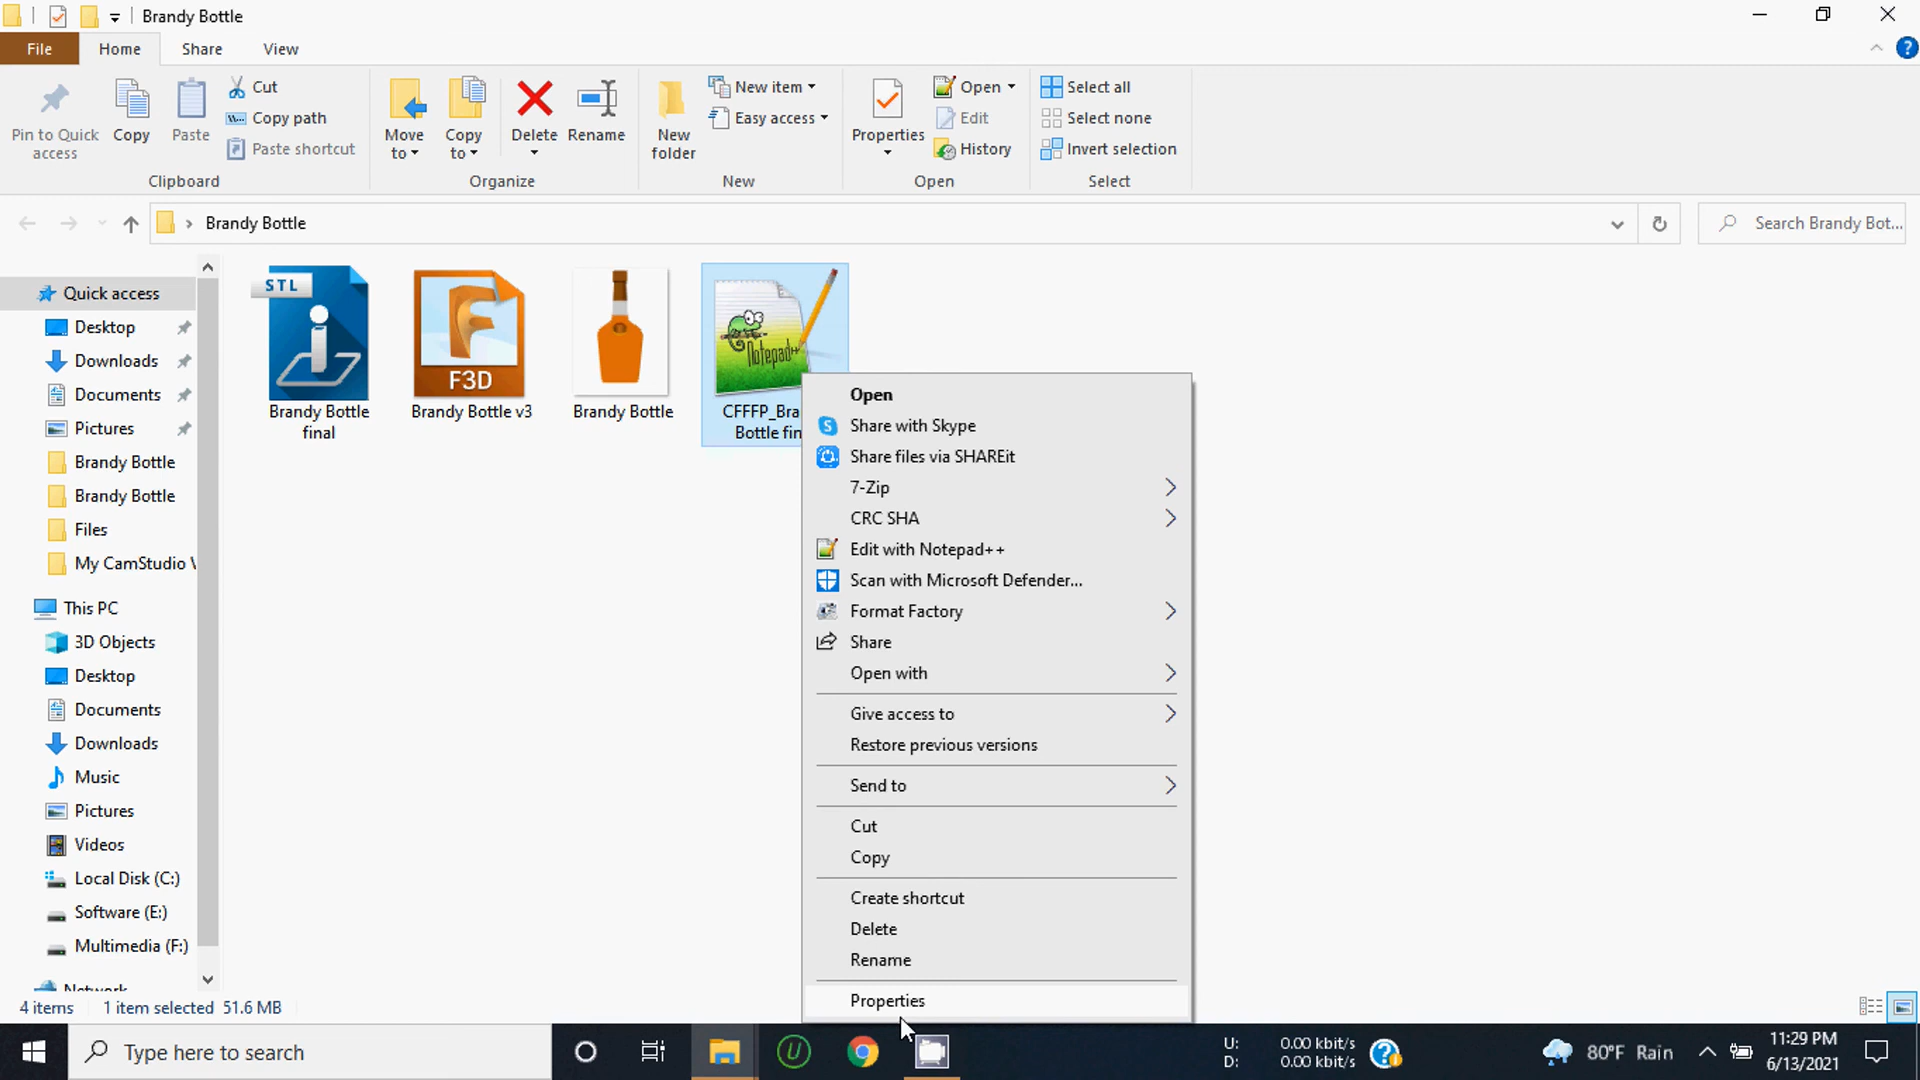 Brandy Bottle
File Home Share View
Pin to Quick access
Copy
Paste
Cut
Copy path
Paste shortcut
Clipboard
Move to
Copy to
Delete
Rename
Organize
New folder
New item
Easy access
New
Properties
Open
Edit
History
Open
Select all
Select none
Invert selection
Select
Brandy Bottle
Search Brandy Bot...
Quick access
Desktop
Downloads
Documents
Pictures
Brandy Bottle
Brandy Bottle
Files
My CamStudio V
This PC
3D Objects
Desktop
Documents
Downloads
Music
Pictures
Videos
Local Disk (C:)
Software (E:)
Multimedia (F:)
Network
STL
Brandy Bottle
final
F3D
Brandy Bottle v3
Brandy Bottle
Notepad++
CFFFP_Bra
Bottle fin
Open
Share with Skype
Share files via SHAREit
7-Zip
CRC SHA
Edit with Notepad++
Scan with Microsoft Defender...
Format Factory
Share
Open with
Give access to
Restore previous versions
Send to
Cut
Copy
Create shortcut
Delete
Rename
Properties
4 items 1 item selected 51.6 MB
Type here to search
U: 0.00 kbit/s
D: 0.00 kbit/s
80°F Rain
11:29 PM
6/13/2021